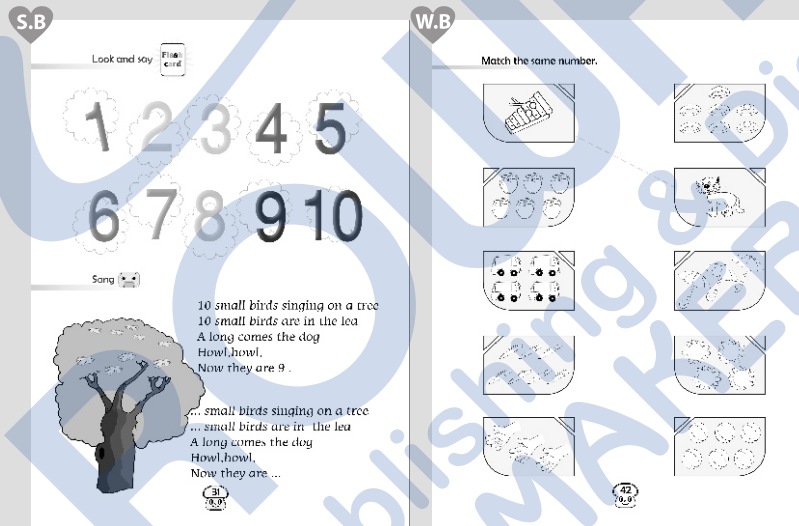 S.B
Look and say
Flash
card
1 2 3 4 5
6 7 8 9 10
Song
10 small birds singing on a tree
10 small birds are in the lea
A long comes the dog
Howl,howl,
Now they are 9 .
... small birds singing on a tree
... small birds are in the lea
A long comes the dog
Howl,howl,
Now they are ...
31
W.B
Match the same number.
42